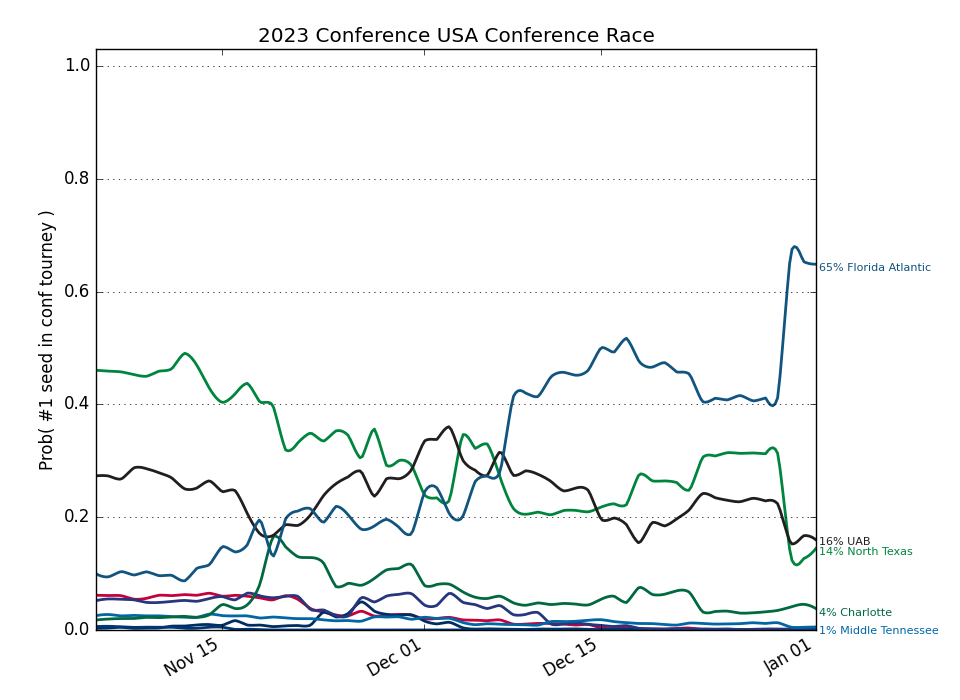 2023 Conference USA Conference Race
Prob( #1 seed in conf tourney )
1.0
0.8
0.6
0.4
0.2
0.0
65% Florida Atlantic
16% UAB
14% North Texas
4% Charlotte
1% Middle Tennessee
Nov 15
Dec 01
Dec 15
Jan 01